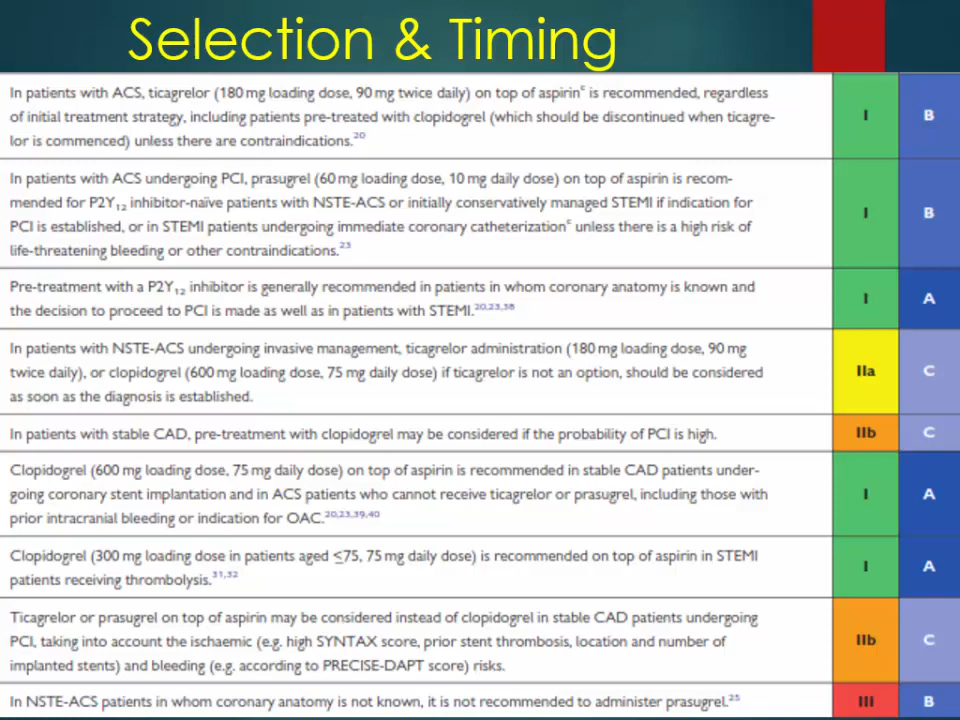 Selection & Timing
In patients with ACS, ticagrelor (180 mg loading dose, 90 mg twice daily) on top of aspirinᶜ is recommended, regardless
of initial treatment strategy, including patients pre-treated with clopidogrel (which should be discontinued when ticagre-
lor is commenced) unless there are contraindications.²⁰
I
B
In patients with ACS undergoing PCI, prasugrel (60 mg loading dose, 10 mg daily dose) on top of aspirin is recom-
mended for P2Y₁₂ inhibitor-naïve patients with NSTE-ACS or initially conservatively managed STEMI if indication for
PCI is established, or in STEMI patients undergoing immediate coronary catheterizationᶜ unless there is a high risk of
life-threatening bleeding or other contraindications.²³
I
B
Pre-treatment with a P2Y₁₂ inhibitor is generally recommended in patients in whom coronary anatomy is known and
the decision to proceed to PCI is made as well as in patients with STEMI.²⁰,²³,³⁸
I
A
In patients with NSTE-ACS undergoing invasive management, ticagrelor administration (180 mg loading dose, 90 mg
twice daily), or clopidogrel (600 mg loading dose, 75 mg daily dose) if ticagrelor is not an option, should be considered
as soon as the diagnosis is established.
IIa
C
In patients with stable CAD, pre-treatment with clopidogrel may be considered if the probability of PCI is high.
IIb
C
Clopidogrel (600 mg loading dose, 75 mg daily dose) on top of aspirin is recommended in stable CAD patients under-
going coronary stent implantation and in ACS patients who cannot receive ticagrelor or prasugrel, including those with
prior intracranial bleeding or indication for OAC.²⁰,²³,³⁹,⁴⁰
I
A
Clopidogrel (300 mg loading dose in patients aged ≤75, 75 mg daily dose) is recommended on top of aspirin in STEMI
patients receiving thrombolysis.³¹,³²
I
A
Ticagrelor or prasugrel on top of aspirin may be considered instead of clopidogrel in stable CAD patients undergoing
PCI, taking into account the ischaemic (e.g. high SYNTAX score, prior stent thrombosis, location and number of
implanted stents) and bleeding (e.g. according to PRECISE-DAPT score) risks.
IIb
C
In NSTE-ACS patients in whom coronary anatomy is not known, it is not recommended to administer prasugrel.²⁵
III
B